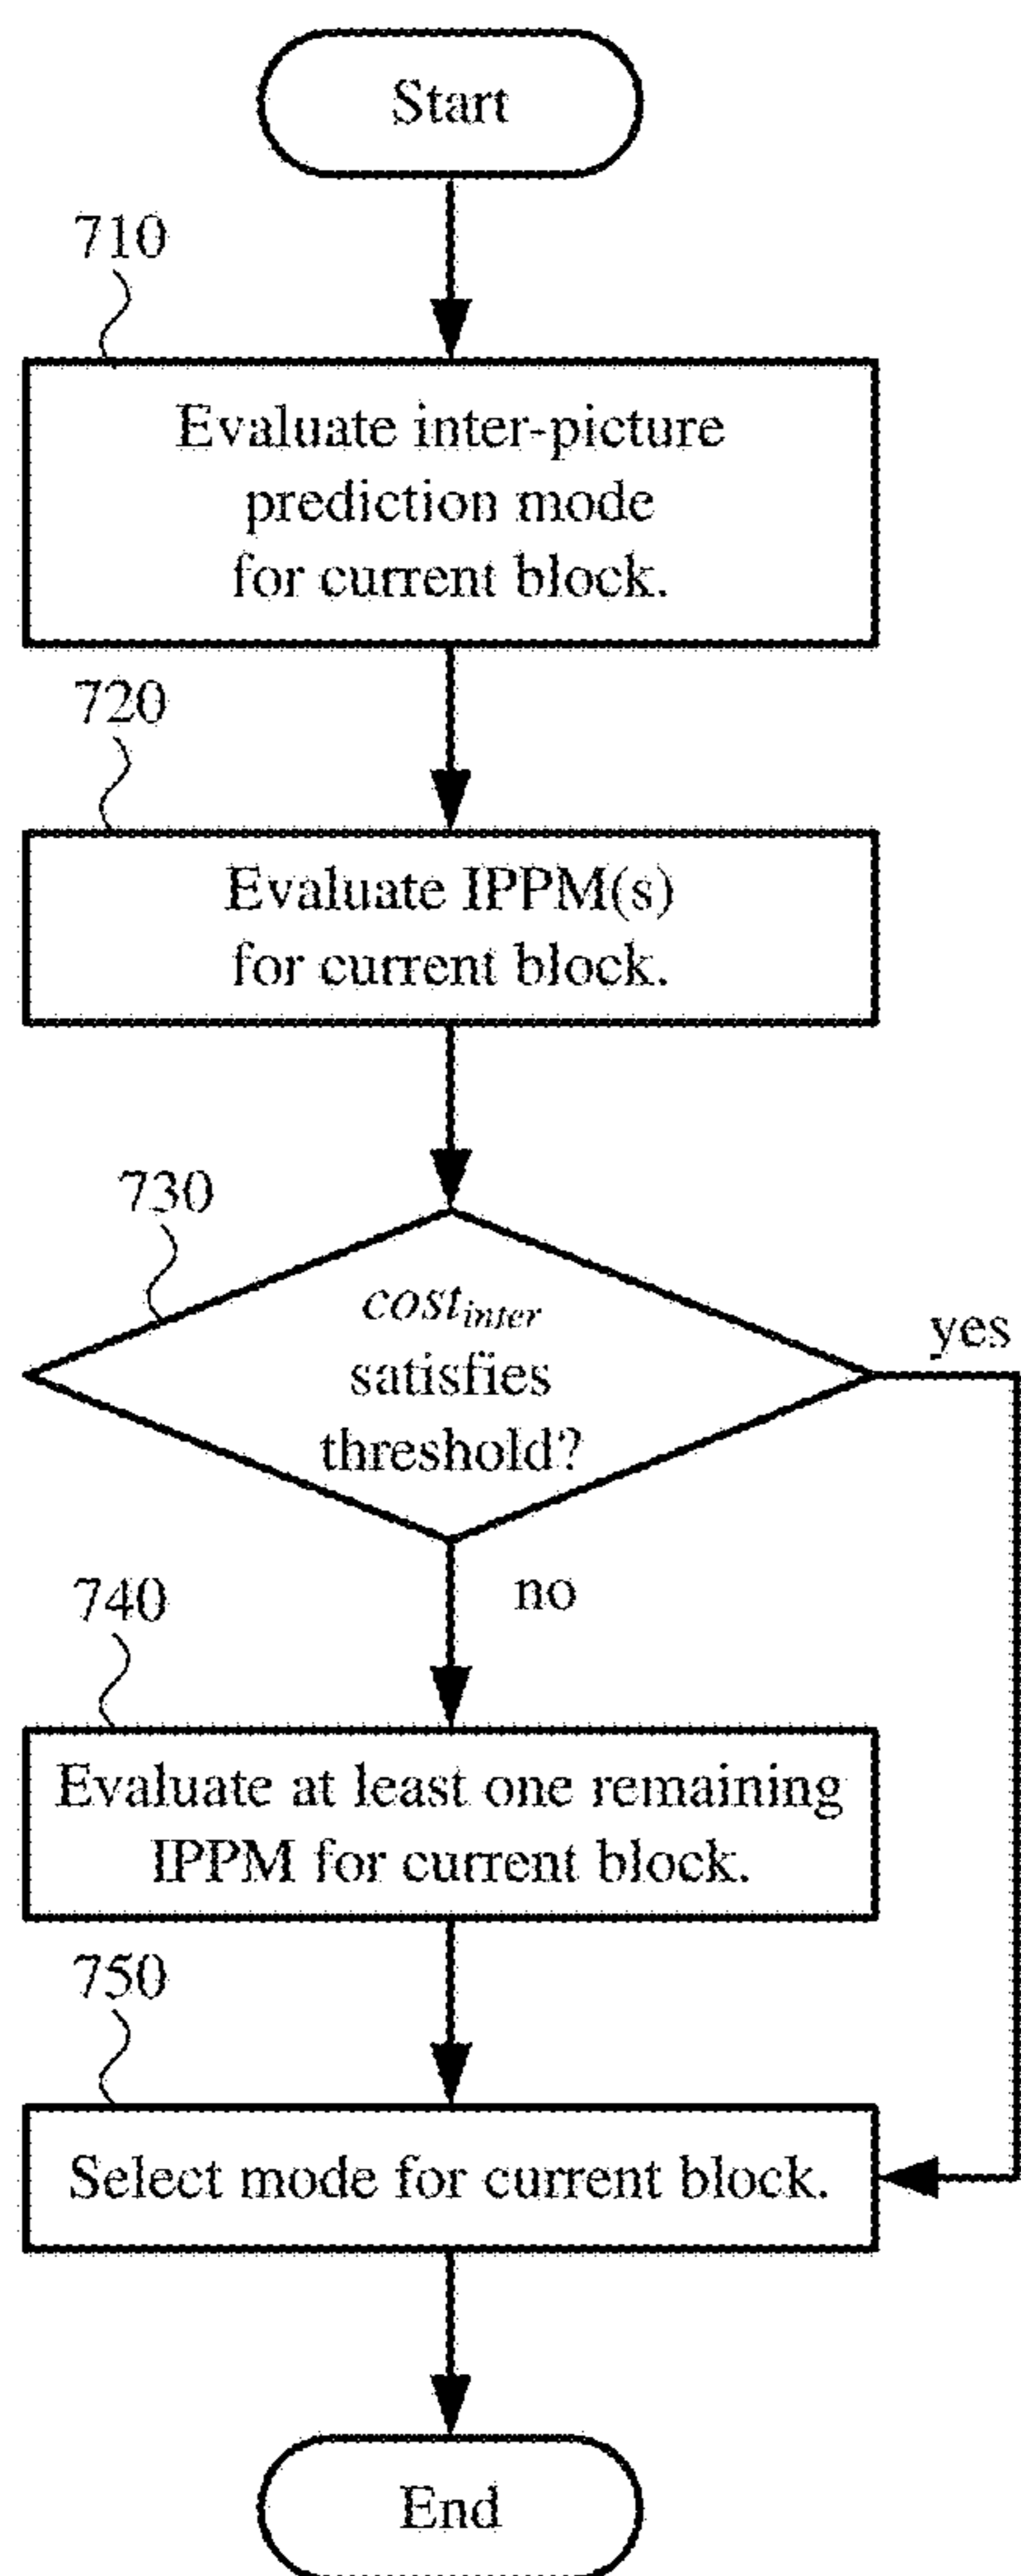 Start
710
Evaluate inter-picture
prediction mode
for current block.
720
Evaluate IPPM(s)
for current block.
730
cost_inter
satisfies
threshold?
yes
no
740
Evaluate at least one remaining
IPPM for current block.
750
Select mode for current block.
End